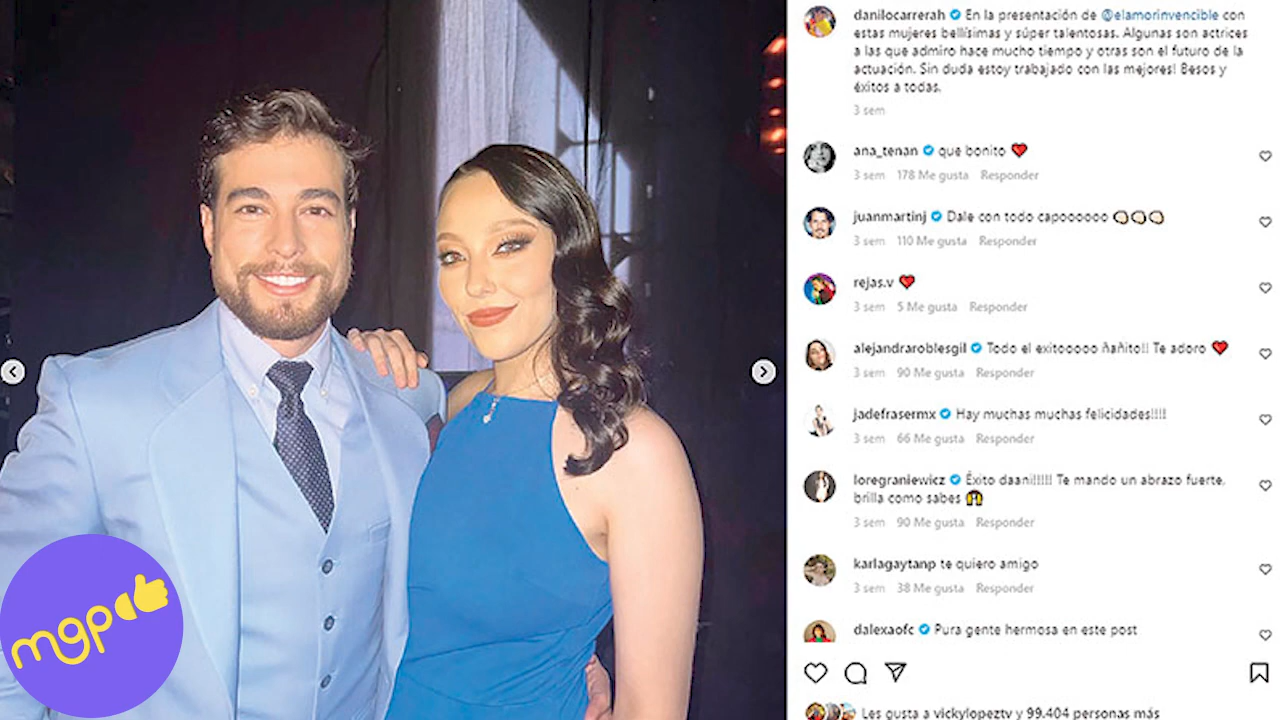 danilocarrerah En la presentación de @elamorinvencible con
estas mujeres bellísimas y súper talentosas. Algunas son actrices
a las que admiro hace mucho tiempo y otras son el futuro de la
actuación. Sin duda estoy trabajado con las mejores! Besos y
éxitos a todas.
3 sem
ana_tenan que bonito ❤️
3 sem 178 Me gusta Responder
juanmartinj Dale con todo capoooooo 👏🏻👏🏻👏🏻
3 sem 110 Me gusta Responder
rejas.v ❤️
3 sem 5 Me gusta Responder
alejandraroblesgil Todo el exitooooo ñañito!! Te adoro ❤️
3 sem 90 Me gusta Responder
jadefrasermx Hay muchas muchas felicidades!!!!
3 sem 66 Me gusta Responder
loregraniewicz Éxito daani!!!!! Te mando un abrazo fuerte,
brilla como sabes 🙌
3 sem 90 Me gusta Responder
karlagaytanp te quiero amigo
3 sem 38 Me gusta Responder
dalexaofc Pura gente hermosa en este post
Les gusta a vickylopeztv y 99.404 personas más
mgp